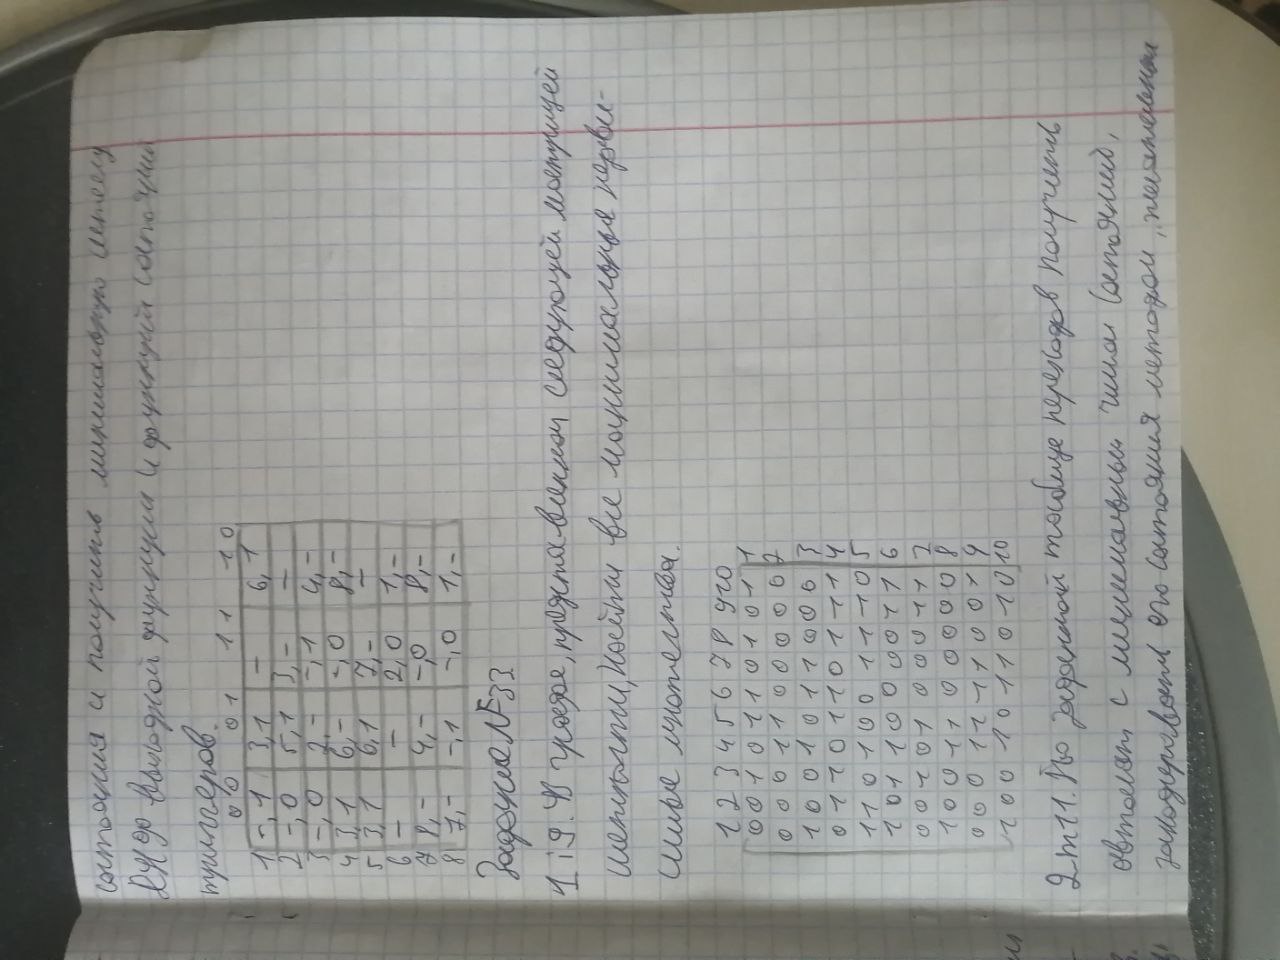 состояния и получить минимальную систему
ДНФ выходной функции и функций состояния
триггеров.
00 01 11 10
1 -,1 3,1 - 6,1
2 -,0 5,1 3,- -
3 -,0 2,- -,1 4,-
4 3,1 6,- -,0 8,-
5 3,1 6,1 7,- -
6 - - 2,0 1,-
7 8,- 4,- -,0 8,-
8 7,- -,1 -,0 1,-
Задание №33
1 i9. В графе, представленном следующей матрицей
смежности, найти все максимальные независимые множества.
1 2 3 4 5 6 7 8 9 10
0 0 1 0 1 1 0 1 0 1 1
0 0 0 1 1 0 0 0 0 0 2
1 0 0 1 0 1 1 0 0 0 3
0 1 1 0 1 1 0 1 1 1 4
1 1 0 1 0 0 1 1 1 0 5
1 0 1 1 0 0 0 0 1 1 6
0 0 1 0 1 0 0 0 1 1 7
1 0 0 1 1 0 0 0 0 0 8
0 0 0 1 1 1 1 0 0 1 9
1 0 0 1 0 1 1 0 1 0 10
2 m11. По заданной таблице переходов получить
автомат с минимальным числом состояний,
закодировать его состояния методом „желательных